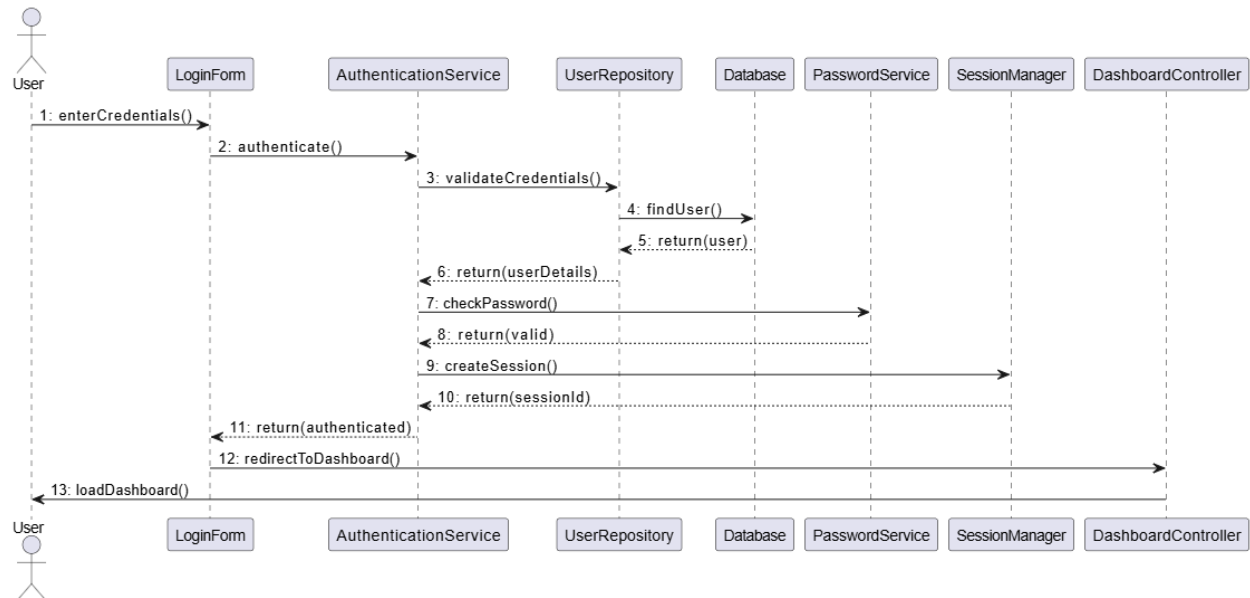 User
LoginForm
AuthenticationService
UserRepository
Database
PasswordService
SessionManager
DashboardController
1: enterCredentials()
2: authenticate()
3: validateCredentials()
4: findUser()
5: return(user)
6: return(userDetails)
7: checkPassword()
8: return(valid)
9: createSession()
10: return(sessionId)
11: return(authenticated)
12: redirectToDashboard()
13: loadDashboard()
User
LoginForm
AuthenticationService
UserRepository
Database
PasswordService
SessionManager
DashboardController